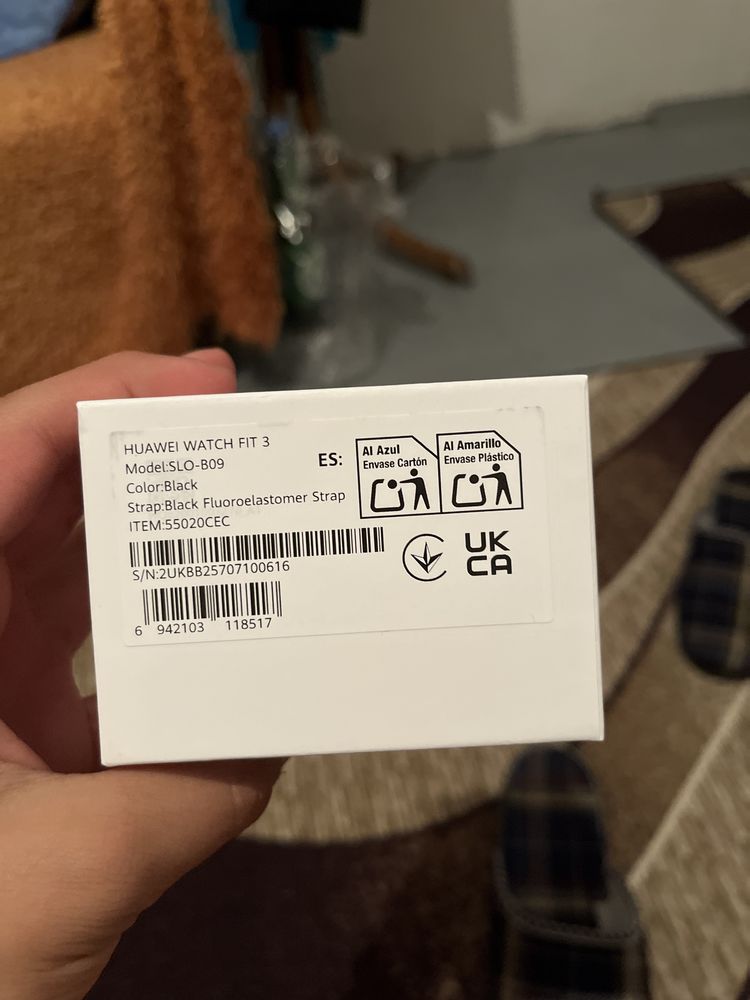 HUAWEI WATCH FIT 3
Model:SLO-B09
Color:Black
Strap:Black Fluoroelastomer Strap
ITEM:55020CEC
S/N:2UKBB25707100616
6 942103 118517
ES:
Al Azul
Envase Cartón
Al Amarillo
Envase Plástico
UK
CA